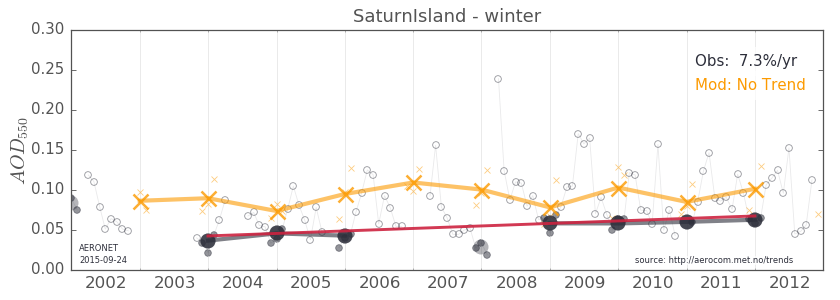 SaturnIsland - winter
0.30
0.25
0.20
0.15
0.10
0.05
0.00
AOD550
Obs: 7.3%/yr
Mod: No Trend
AERONET
2015-09-24
source: http://aerocom.met.no/trends
2002 2003 2004 2005 2006 2007 2008 2009 2010 2011 2012